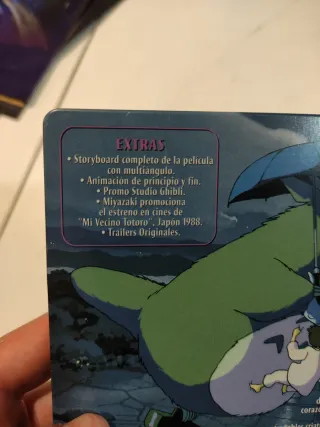 EXTRAS
• Storyboard completo de la película
con multiángulo.
• Animación de principio y fin.
• Promo Studio Ghibli.
• Miyazaki promociona
el estreno en cines de
"Mi Vecino Totoro", Japón 1988.
• Trailers Originales.